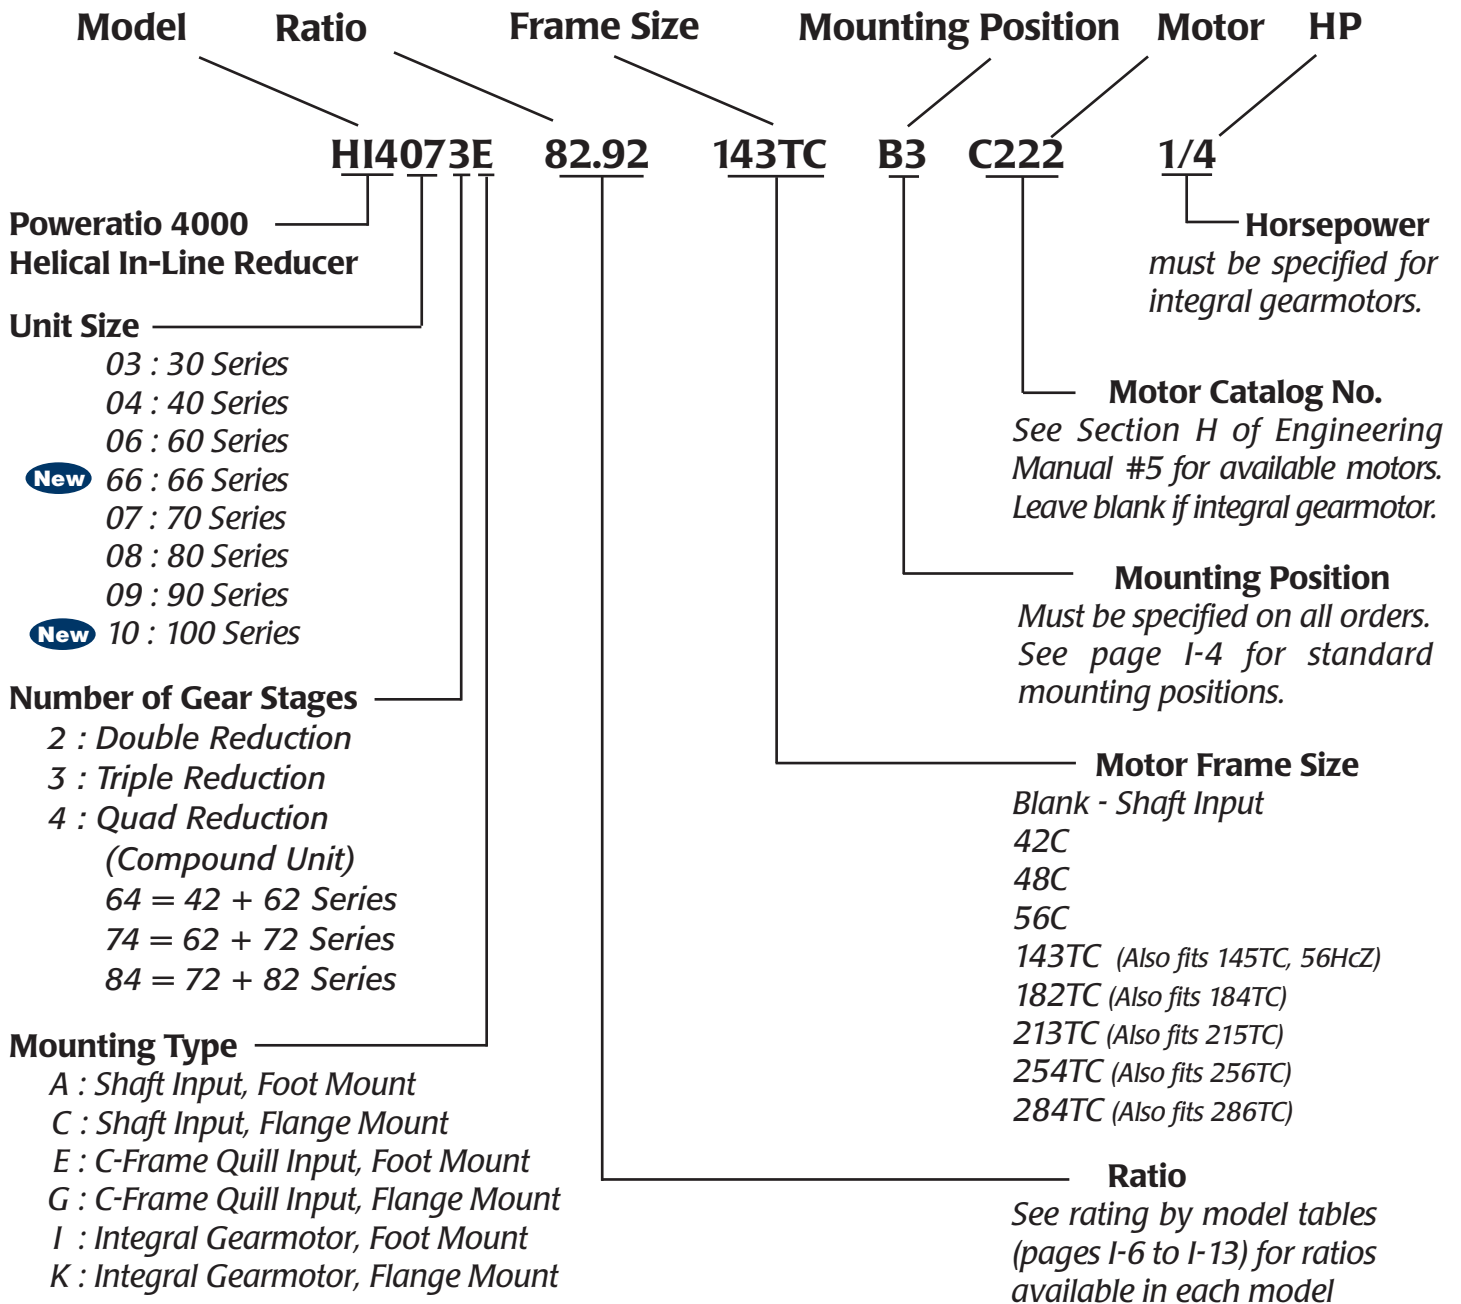 Model Ratio Frame Size Mounting Position Motor HP
HI4073E 82.92 143TC B3 C222 1/4
Poweratio 4000
Helical In-Line Reducer
Unit Size
03 : 30 Series
04 : 40 Series
06 : 60 Series
New 66 : 66 Series
07 : 70 Series
08 : 80 Series
09 : 90 Series
New 10 : 100 Series
Number of Gear Stages
2 : Double Reduction
3 : Triple Reduction
4 : Quad Reduction
(Compound Unit)
64 = 42 + 62 Series
74 = 62 + 72 Series
84 = 72 + 82 Series
Mounting Type
A : Shaft Input, Foot Mount
C : Shaft Input, Flange Mount
E : C-Frame Quill Input, Foot Mount
G : C-Frame Quill Input, Flange Mount
I : Integral Gearmotor, Foot Mount
K : Integral Gearmotor, Flange Mount
Horsepower
must be specified for
integral gearmotors.
Motor Catalog No.
See Section H of Engineering
Manual #5 for available motors.
Leave blank if integral gearmotor.
Mounting Position
Must be specified on all orders.
See page I-4 for standard
mounting positions.
Motor Frame Size
Blank - Shaft Input
42C
48C
56C
143TC (Also fits 145TC, 56HcZ)
182TC (Also fits 184TC)
213TC (Also fits 215TC)
254TC (Also fits 256TC)
284TC (Also fits 286TC)
Ratio
See rating by model tables
(pages I-6 to I-13) for ratios
available in each model